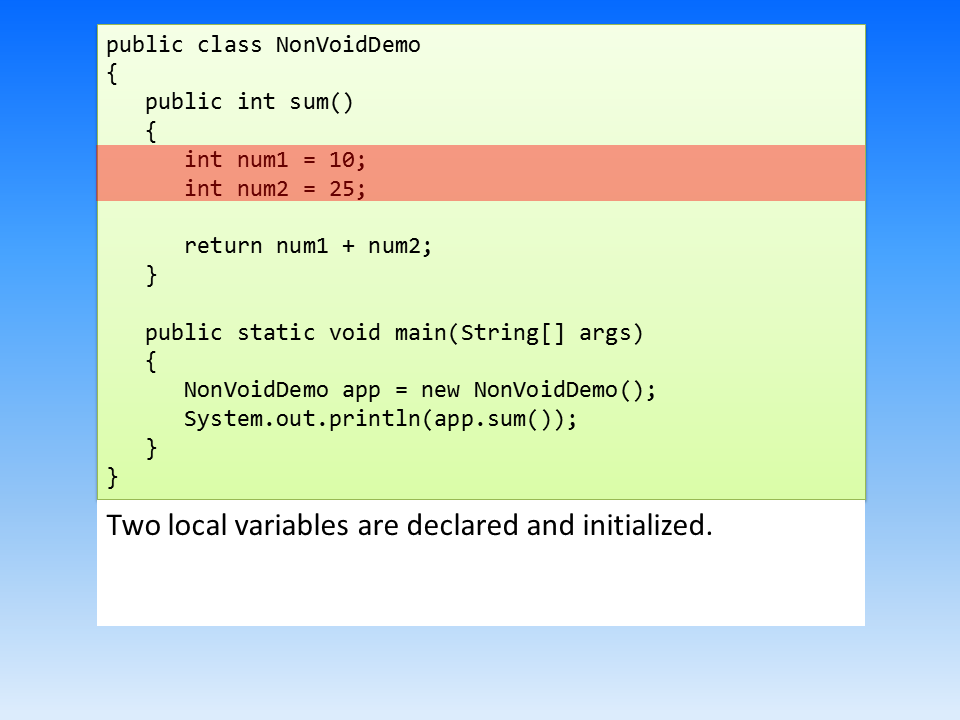 public class NonVoidDemo
{
   public int sum()
   {
      int num1 = 10;
      int num2 = 25;

      return num1 + num2;
   }

   public static void main(String[] args)
   {
      NonVoidDemo app = new NonVoidDemo();
      System.out.println(app.sum());
   }
}
Two local variables are declared and initialized.